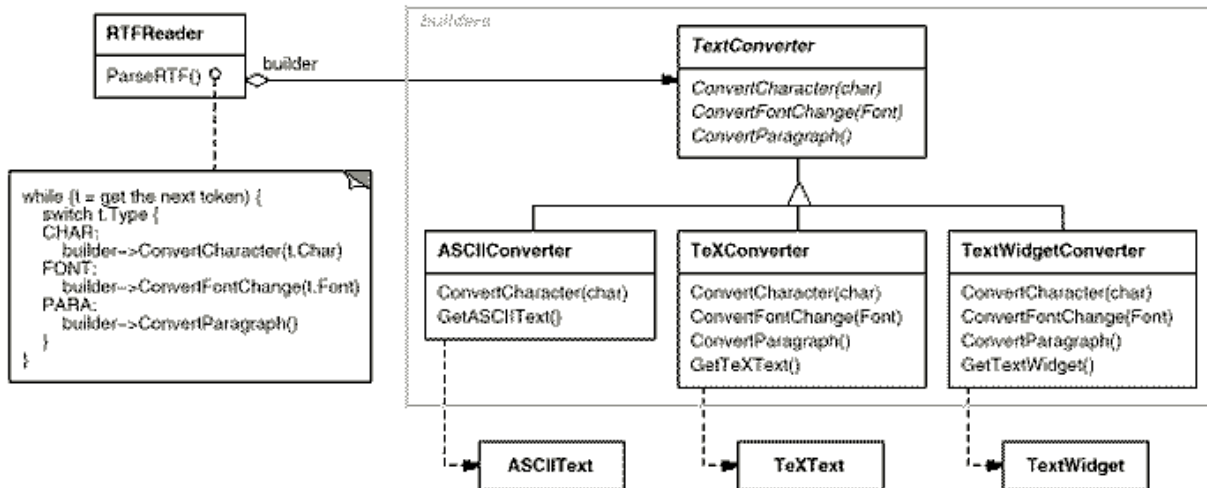 builders
RTFReader
ParseRTF()
builder
TextConverter
ConvertCharacter(char)
ConvertFontChange(Font)
ConvertParagraph()
while (t = get the next token) {
switch t.Type {
CHAR:
builder->ConvertCharacter(t.Char)
FONT:
builder->ConvertFontChange(t.Font)
PARA:
builder->ConvertParagraph()
}
}
ASCIIConverter
ConvertCharacter(char)
GetASCIIText()
TeXConverter
ConvertCharacter(char)
ConvertFontChange(Font)
ConvertParagraph()
GetTeXText()
TextWidgetConverter
ConvertCharacter(char)
ConvertFontChange(Font)
ConvertParagraph()
GetTextWidget()
ASCIIText
TeXText
TextWidget